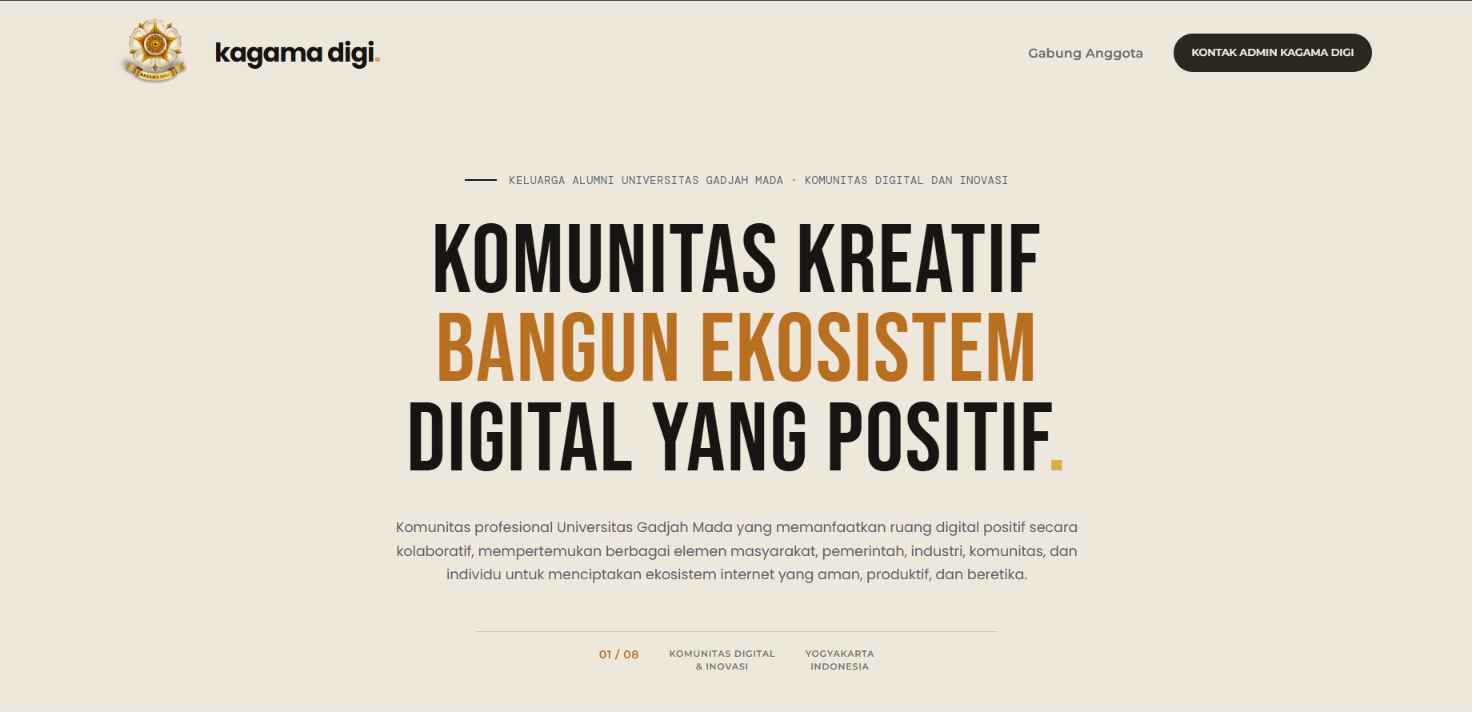 kagama digi.
Gabung Anggota
KONTAK ADMIN KAGAMA DIGI
KELUARGA ALUMNI UNIVERSITAS GADJAH MADA · KOMUNITAS DIGITAL DAN INOVASI
KOMUNITAS KREATIF
BANGUN EKOSISTEM
DIGITAL YANG POSITIF.
Komunitas profesional Universitas Gadjah Mada yang memanfaatkan ruang digital positif secara
kolaboratif, mempertemukan berbagai elemen masyarakat, pemerintah, industri, komunitas, dan
individu untuk menciptakan ekosistem internet yang aman, produktif, dan beretika.
01 / 08
KOMUNITAS DIGITAL
& INOVASI
YOGYAKARTA
INDONESIA